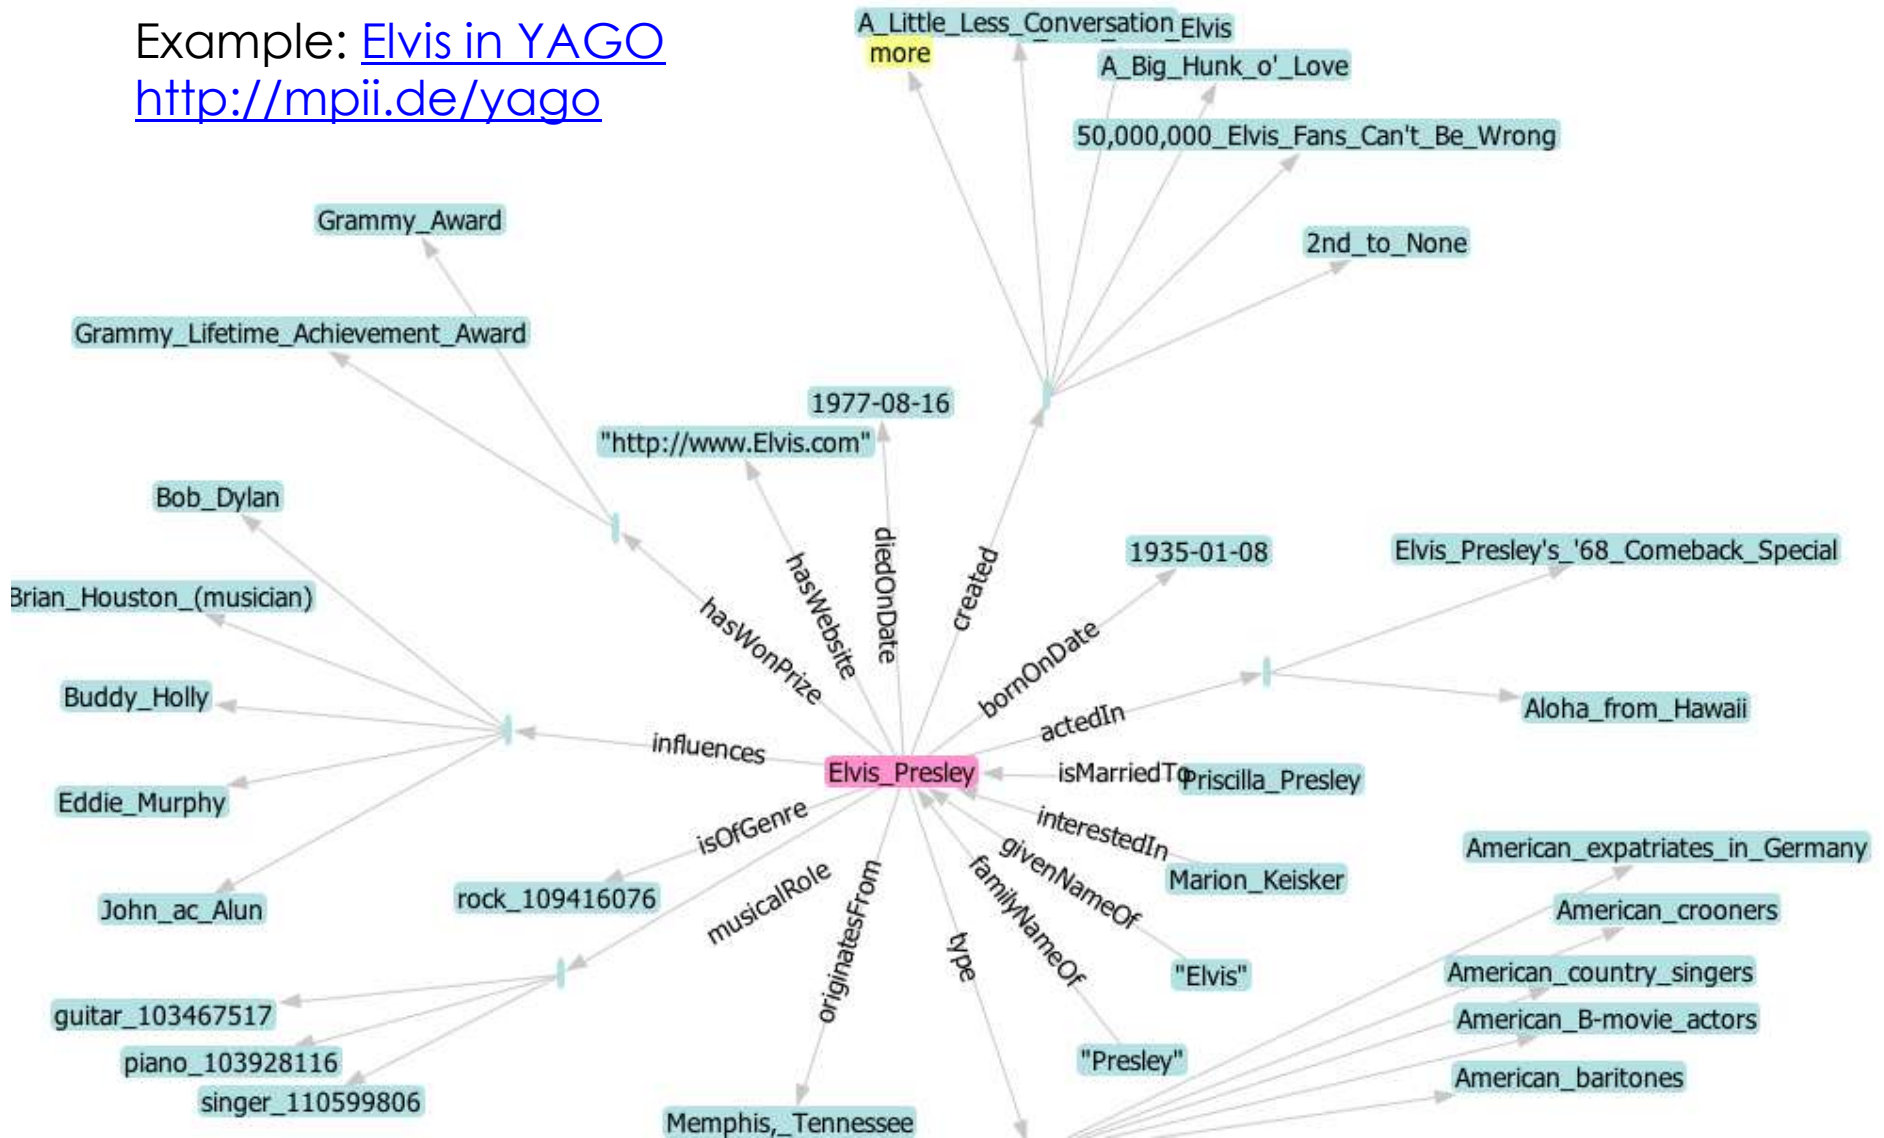 Example: Elvis in YAGO
http://mpii.de/yago
A_Little_Less_Conversation
Elvis
more
A_Big_Hunk_o'_Love
50,000,000_Elvis_Fans_Can't_Be_Wrong
2nd_to_None
Grammy_Award
Grammy_Lifetime_Achievement_Award
1977-08-16
"http://www.Elvis.com"
Bob_Dylan
1935-01-08
Elvis_Presley's_'68_Comeback_Special
Brian_Houston_(musician)
hasWonPrize
hasWebsite
diedOnDate
created
bornOnDate
actedIn
Buddy_Holly
Aloha_from_Hawaii
influences
Elvis_Presley
isMarriedTo
Priscilla_Presley
Eddie_Murphy
isOfGenre
interestedIn
Marion_Keisker
American_expatriates_in_Germany
rock_109416076
musicalRole
originatesFrom
type
familyNameOf
givenNameOf
John_ac_Alun
American_crooners
"Elvis"
American_country_singers
guitar_103467517
American_B-movie_actors
piano_103928116
"Presley"
American_baritones
singer_110599806
Memphis,_Tennessee